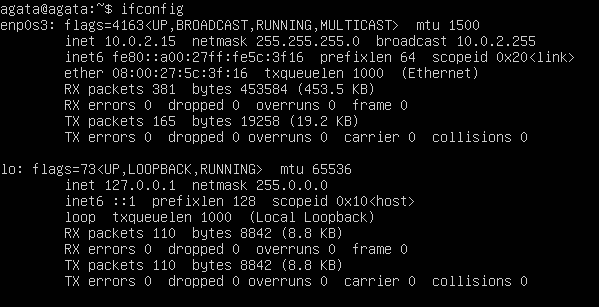 agata@agata:~$ ifconfig
enp0s3: flags=4163<UP,BROADCAST,RUNNING,MULTICAST>  mtu 1500
        inet 10.0.2.15  netmask 255.255.255.0  broadcast 10.0.2.255
        inet6 fe80::a00:27ff:fe5c:3f16  prefixlen 64  scopeid 0x20<link>
        ether 08:00:27:5c:3f:16  txqueuelen 1000  (Ethernet)
        RX packets 381  bytes 453584 (453.5 KB)
        RX errors 0  dropped 0  overruns 0  frame 0
        TX packets 165  bytes 19258 (19.2 KB)
        TX errors 0  dropped 0 overruns 0  carrier 0  collisions 0

lo: flags=73<UP,LOOPBACK,RUNNING>  mtu 65536
        inet 127.0.0.1  netmask 255.0.0.0
        inet6 ::1  prefixlen 128  scopeid 0x10<host>
        loop  txqueuelen 1000  (Local Loopback)
        RX packets 110  bytes 8842 (8.8 KB)
        RX errors 0  dropped 0  overruns 0  frame 0
        TX packets 110  bytes 8842 (8.8 KB)
        TX errors 0  dropped 0 overruns 0  carrier 0  collisions 0